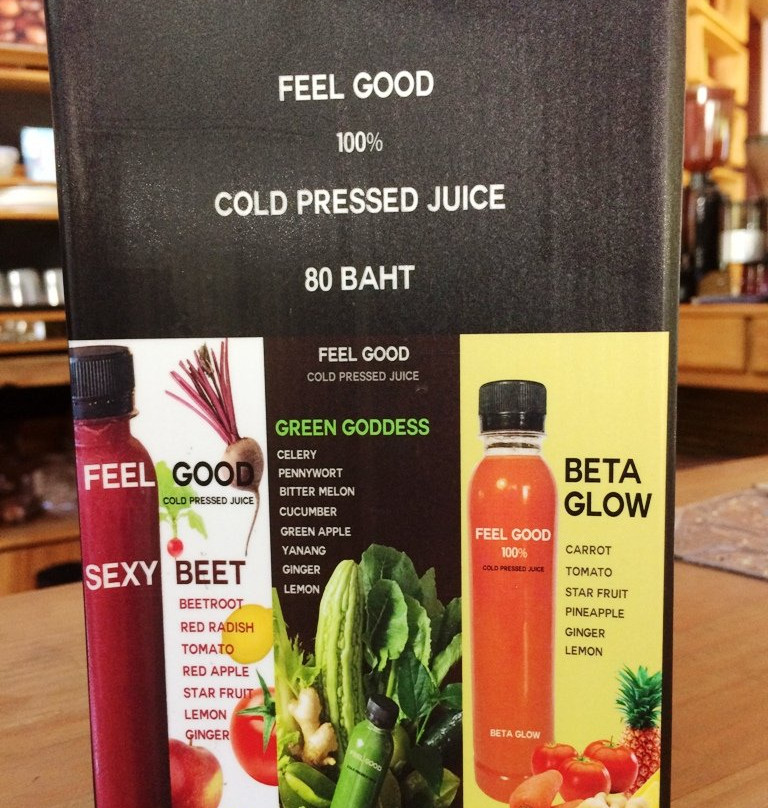 FEEL GOOD
100%
COLD PRESSED JUICE
80 BAHT
FEEL GOOD
COLD PRESSED JUICE
SEXY BEET
BEETROOT
RED RADISH
TOMATO
RED APPLE
STAR FRUIT
LEMON
GINGER
FEEL GOOD
COLD PRESSED JUICE
GREEN GODDESS
CELERY
PENNYWORT
BITTER MELON
CUCUMBER
GREEN APPLE
YANANG
GINGER
LEMON
FEEL GOOD
BETA
GLOW
CARROT
TOMATO
STAR FRUIT
PINEAPPLE
GINGER
LEMON
FEEL GOOD
100%
COLD PRESSED JUICE
BETA GLOW